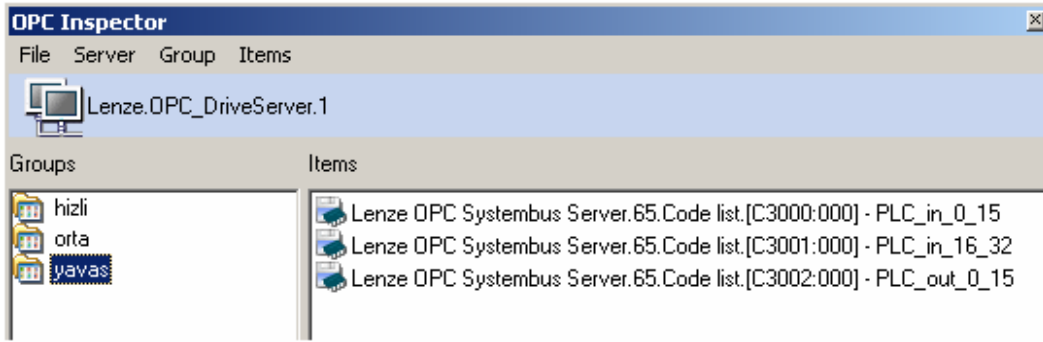 OPC Inspector
File Server Group Items
Lenze.OPC_DriveServer.1
Groups
Items
hizli
orta
yavas
Lenze OPC Systembus Server.65.Code list.[C3000:000] - PLC_in_0_15
Lenze OPC Systembus Server.65.Code list.[C3001:000] - PLC_in_16_32
Lenze OPC Systembus Server.65.Code list.[C3002:000] - PLC_out_0_15